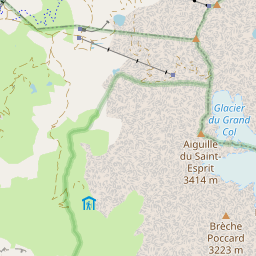 Glacier
du Grand
Col
Aiguille
du Saint-
Esprit
3414 m
Brèche
Poccard
3223 m